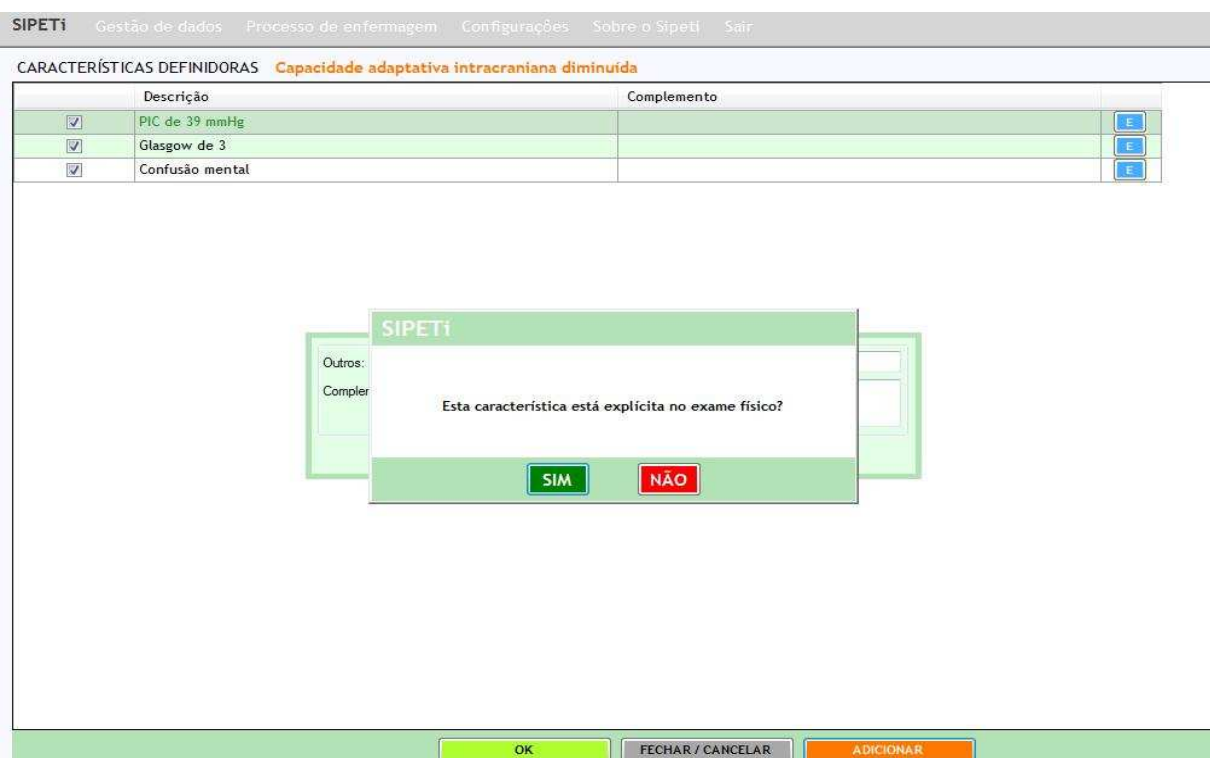 SIPETi Gestão de dados Processo de enfermagem Configurações Sobre o Sipeti Sair
CARACTERÍSTICAS DEFINIDORAS Capacidade adaptativa intracraniana diminuída
Descrição Complemento
PIC de 39 mmHg E
Glasgow de 3 E
Confusão mental E
SIPETi
Outros:
Compler
Esta característica está explícita no exame físico?
SIM NÃO
OK FECHAR / CANCELAR ADICIONAR